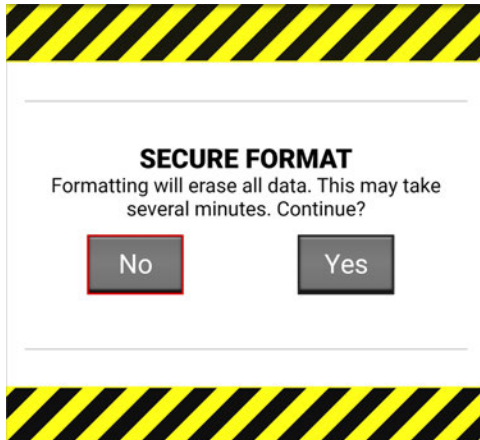 SECURE FORMAT
Formatting will erase all data. This may take
several minutes. Continue?
No
Yes